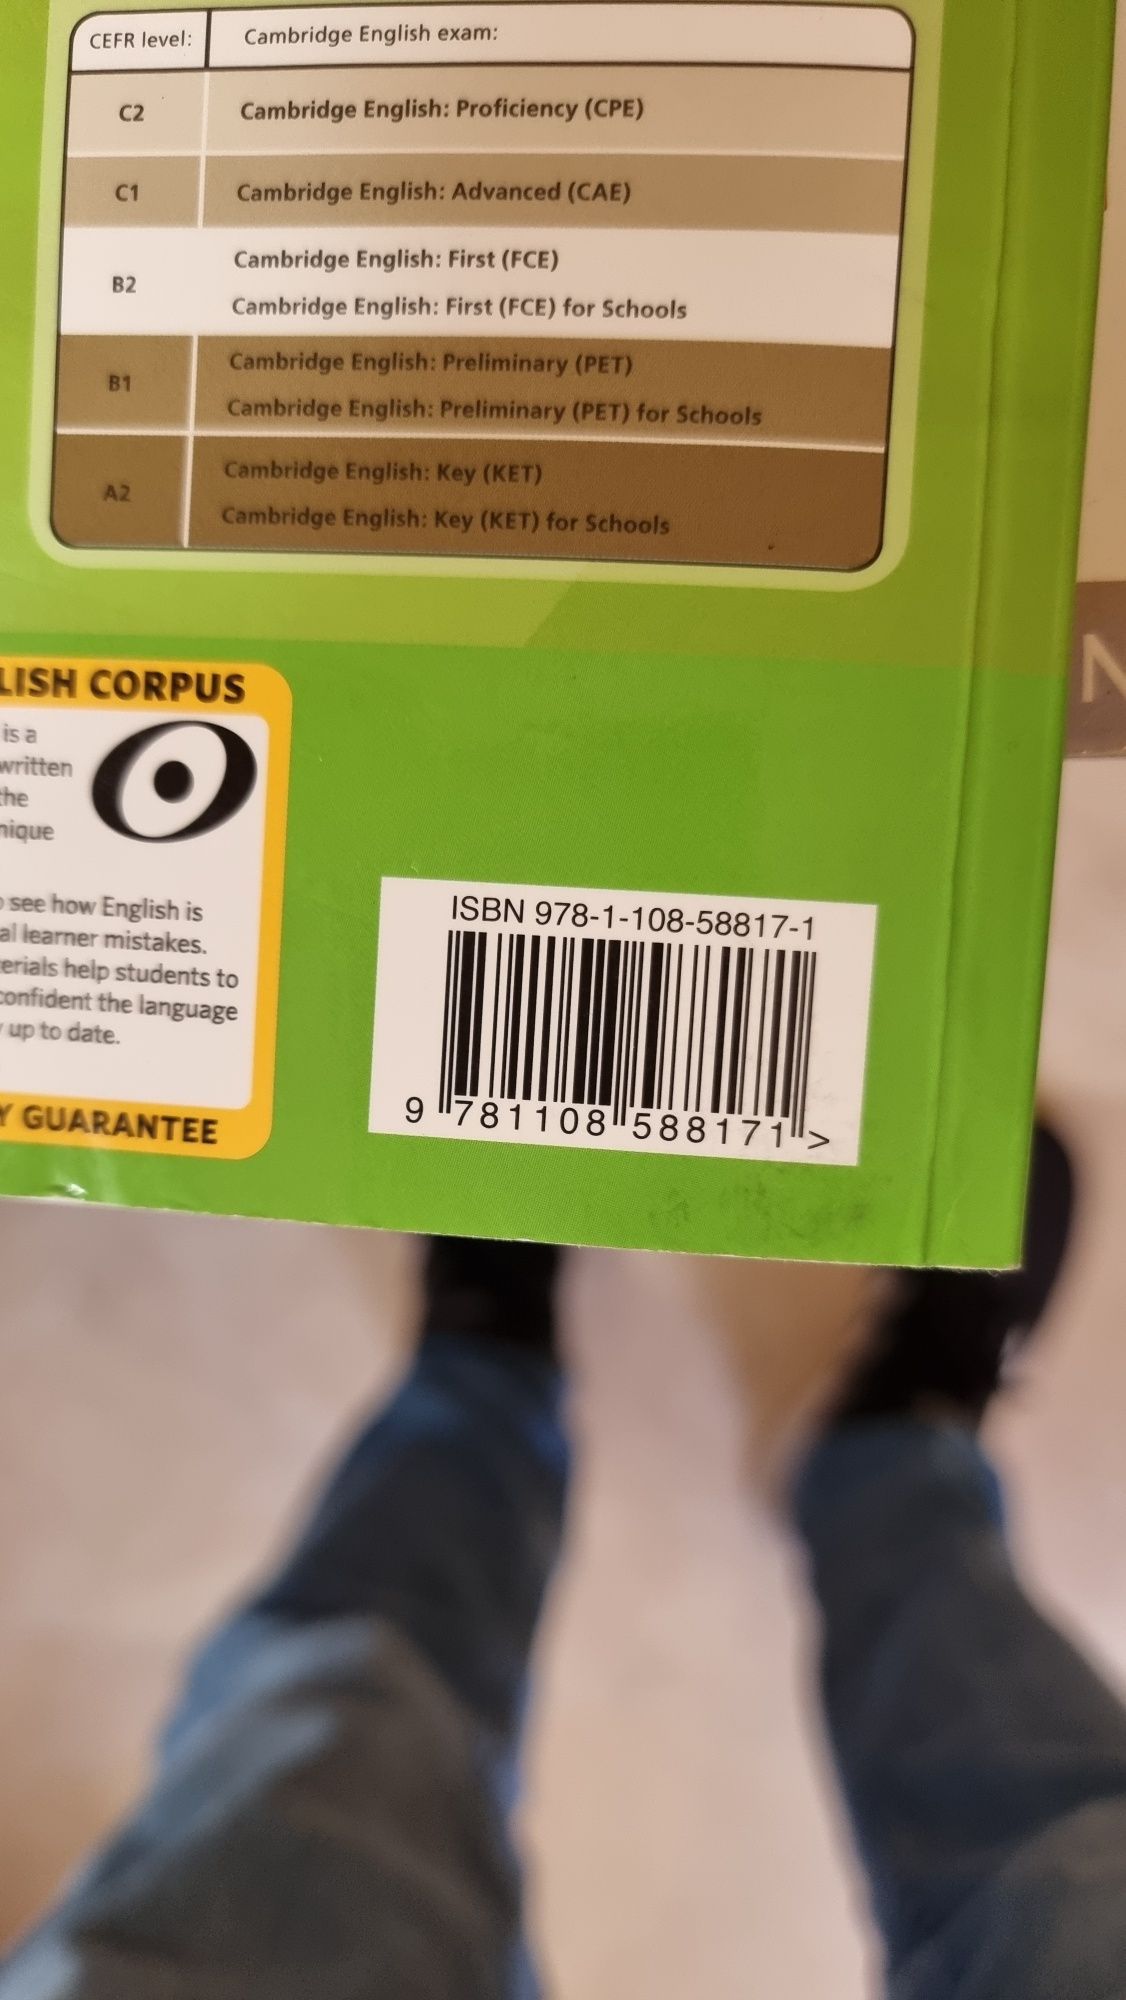 CEFR level: Cambridge English exam:
C2 Cambridge English: Proficiency (CPE)
C1 Cambridge English: Advanced (CAE)
B2 Cambridge English: First (FCE)
Cambridge English: First (FCE) for Schools
B1 Cambridge English: Preliminary (PET)
Cambridge English: Preliminary (PET) for Schools
A2 Cambridge English: Key (KET)
Cambridge English: Key (KET) for Schools
LISH CORPUS
is a
written
the
nique
see how English is
al learner mistakes.
erials help students to
confident the language
up to date.
Y GUARANTEE
ISBN 978-1-108-58817-1
9 781108 588171 >
N